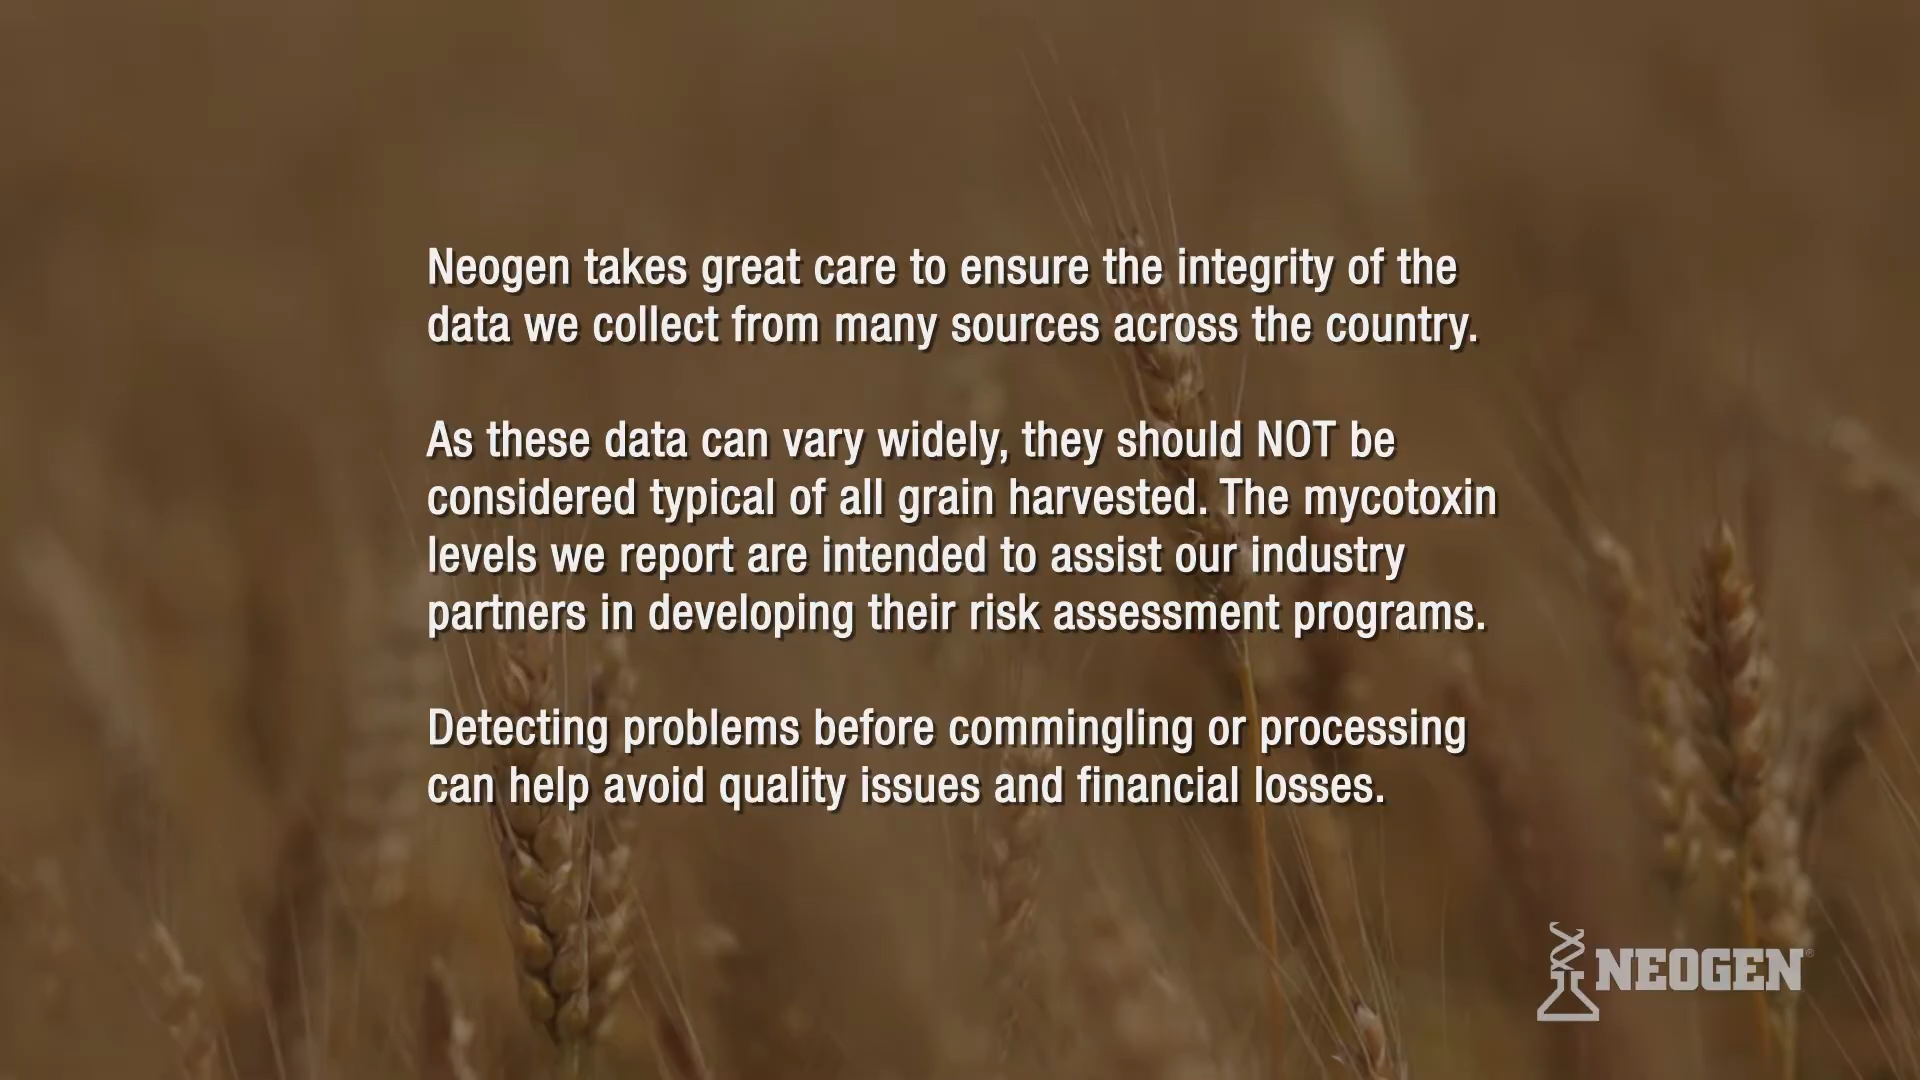 Neogen takes great care to ensure the integrity of the
data we collect from many sources across the country.
As these data can vary widely, they should NOT be
considered typical of all grain harvested. The mycotoxin
levels we report are intended to assist our industry
partners in developing their risk assessment programs.
Detecting problems before commingling or processing
can help avoid quality issues and financial losses.
NEOGEN®